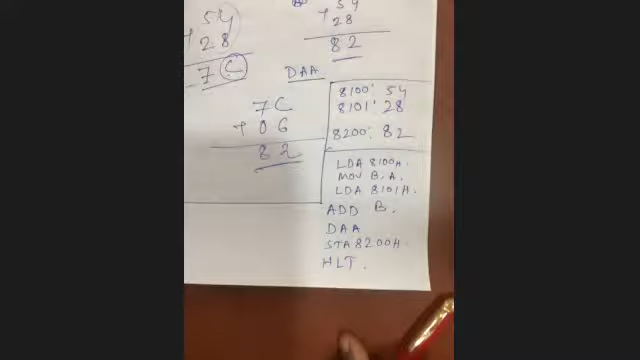 54
+ 28
7C
54
+ 28
82
DAA
7C
+ 06
82
8100: 54
8101: 28
8200: 82
LDA 8100H.
MOV B, A.
LDA 8101H.
ADD B.
DAA
STA 8200H.
HLT.